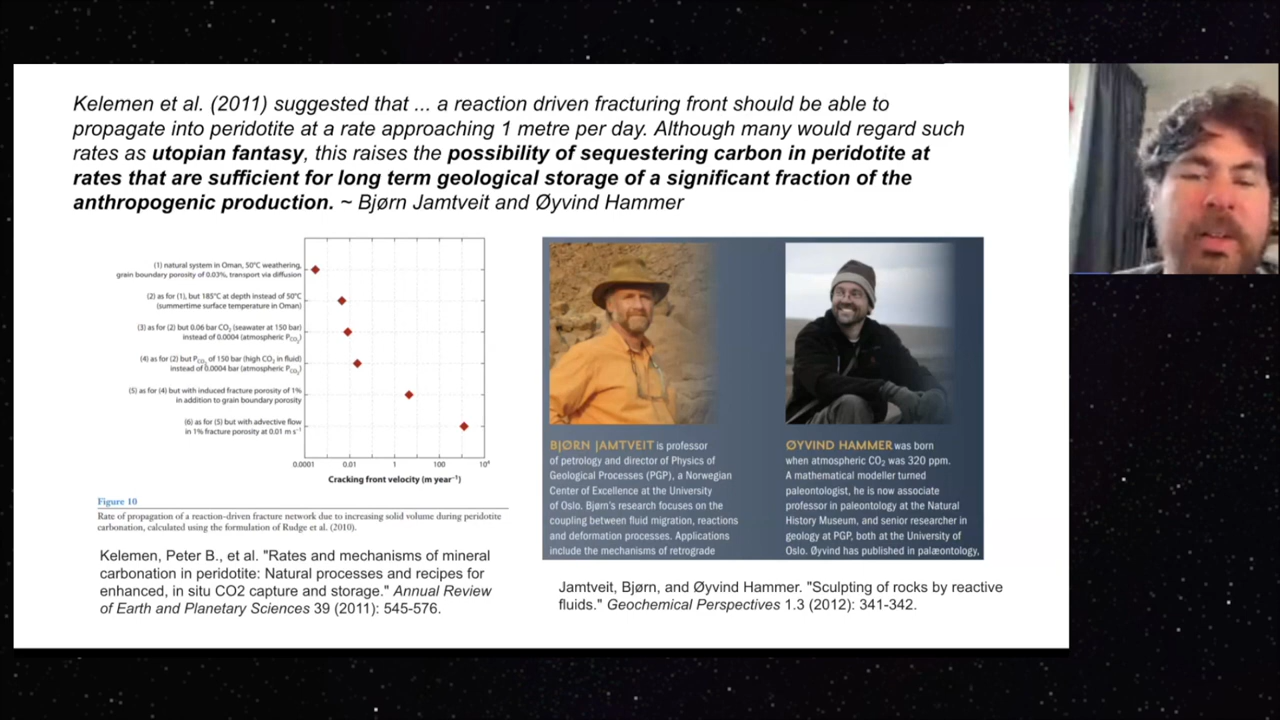 Kelemen et al. (2011) suggested that ... a reaction driven fracturing front should be able to
propagate into peridotite at a rate approaching 1 metre per day. Although many would regard such
rates as utopian fantasy, this raises the possibility of sequestering carbon in peridotite at
rates that are sufficient for long term geological storage of a significant fraction of the
anthropogenic production. ~ Bjørn Jamtveit and Øyvind Hammer
(1) natural system in Oman, 50°C weathering,
grain boundary porosity of 0.03%, transport via diffusion
(2) as for (1), but 185°C at depth instead of 50°C
(summertime surface temperature in Oman)
(3) as for (2) but 0.06 bar CO₂ (seawater at 150 bar)
instead of 0.0004 (atmospheric P_CO₂)
(4) as for (2) but P_CO₂ of 150 bar (high CO₂ in fluid)
instead of 0.0004 bar (atmospheric P_CO₂)
(5) as for (4) but with induced fracture porosity of 1%
in addition to grain boundary porosity
(6) as for (5) but with advective flow
in 1% fracture porosity at 0.01 m s⁻¹
0.0001 0.01 1 100 10⁴
Cracking front velocity (m year⁻¹)
Figure 10
Rate of propagation of a reaction-driven fracture network due to increasing solid volume during peridotite
carbonation, calculated using the formulation of Rudge et al. (2010).
Kelemen, Peter B., et al. "Rates and mechanisms of mineral
carbonation in peridotite: Natural processes and recipes for
enhanced, in situ CO2 capture and storage." Annual Review
of Earth and Planetary Sciences 39 (2011): 545-576.
BJØRN JAMTVEIT is professor
of petrology and director of Physics of
Geological Processes (PGP), a Norwegian
Center of Excellence at the University
of Oslo. Bjørn's research focuses on the
coupling between fluid migration, reactions
and deformation processes. Applications
include the mechanisms of retrograde
ØYVIND HAMMER was born
when atmospheric CO₂ was 320 ppm.
A mathematical modeller turned
paleontologist, he is now associate
professor in paleontology at the Natural
History Museum, and senior researcher in
geology at PGP, both at the University of
Oslo. Øyvind has published in palæontology,
Jamtveit, Bjørn, and Øyvind Hammer. "Sculpting of rocks by reactive
fluids." Geochemical Perspectives 1.3 (2012): 341-342.